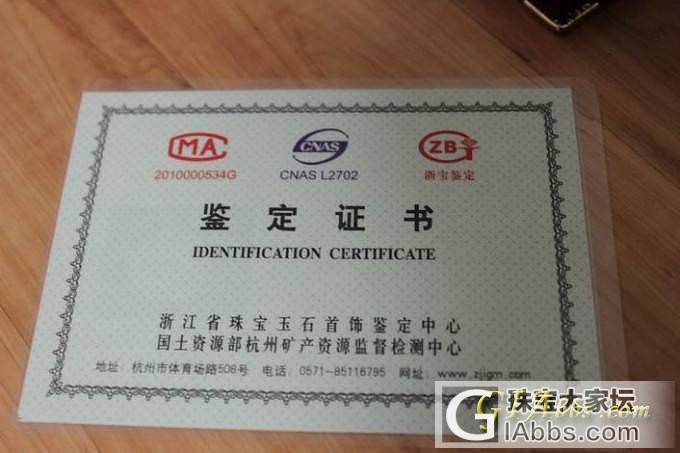 MA
CNAS
ZB
2010000534G
CNAS L2702
浙宝鉴定
鉴定证书
IDENTIFICATION CERTIFICATE
浙江省珠宝玉石首饰鉴定中心
国土资源部杭州矿产资源监督检测中心
地址：杭州市体育场路508号 电话：0571-85116795 网址：www.zjigm.com
珠宝大家坛
GIAbbs.com